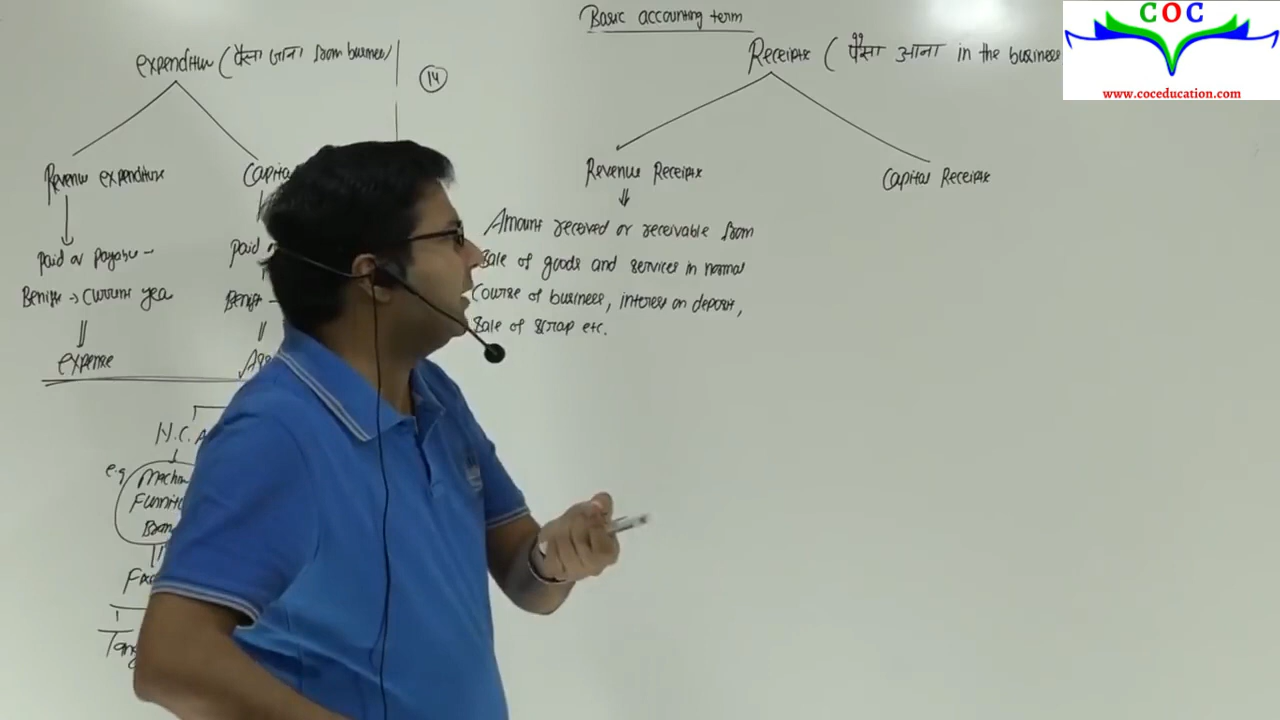 Basic accounting term
COC
www.coceducation.com
Expenditure (पैसा जाना from business)
14
Receipts (पैसा आना in the business
Revenue expenditure
Capital
Revenue Receipts
Capital Receipts
Paid or payable -
Paid
Benefit → Current year
Benefit →
Expense
Amount received or receivable from
Sale of goods and services in normal
Course of business, interest on deposit,
Sale of scrap etc.
N.C.A
e.g
Machin
Furnitu
Bran
Fixe
Tang